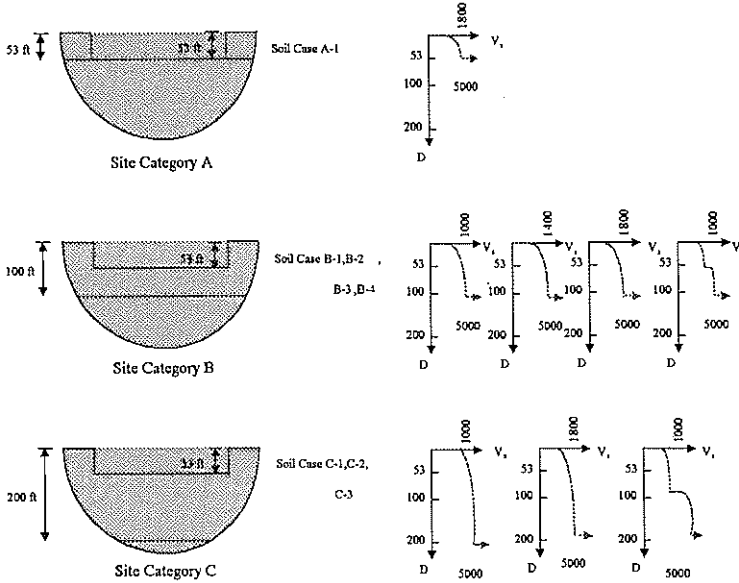 53 ft
53 ft
Soil Case A-1
Site Category A
1800
Vs
53
5000
100
200
D
100 ft
53 ft
Soil Case B-1,B-2 ,
B-3,B-4
Site Category B
1000
Vs
53
100
5000
200
D
1400
Vs
53
100
5000
200
D
1800
Vs
53
100
5000
200
D
1000
V
53
100
5000
200
D
200 ft
53 ft
Soil Case C-1,C-2,
C-3
Site Category C
1000
Vs
53
100
200
D
5000
1800
Vs
53
100
200
D
5000
1000
Vs
53
100
200
D
5000